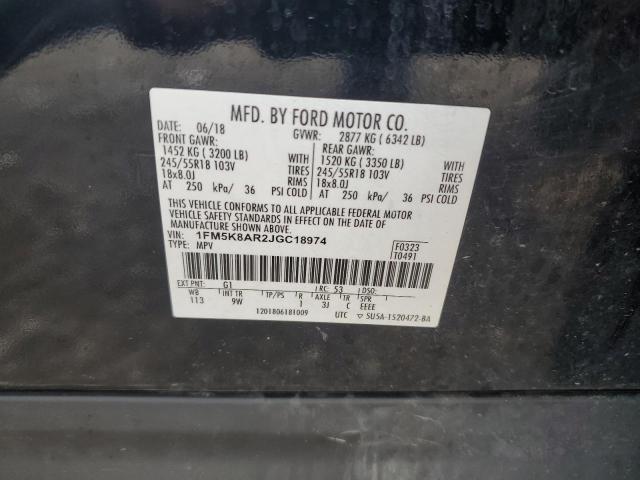 MFD. BY FORD MOTOR CO.
DATE: 06/18 GVWR: 2877 KG ( 6342 LB)
FRONT GAWR: REAR GAWR:
1452 KG ( 3200 LB) WITH 1520 KG ( 3350 LB) WITH
245/55R18 103V TIRES 245/55R18 103V TIRES
18x8.0J RIMS 18x8.0J RIMS
AT 250 kPa/ 36 PSI COLD AT 250 kPa/ 36 PSI COLD
THIS VEHICLE CONFORMS TO ALL APPLICABLE FEDERAL MOTOR
VEHICLE SAFETY STANDARDS IN EFFECT ON THE DATE OF
MANUFACTURE SHOWN ABOVE.
VIN: 1FM5K8AR2JGC18974 F0323
TYPE: MPV T0491
EXT PNT: G1 RC: 53 DSO:
WB INT TR TP/PS R AXLE TR SPR
113 9W 1 3J C EEEE
1201806181009 UTC ▽ SU5A-1520472-BA